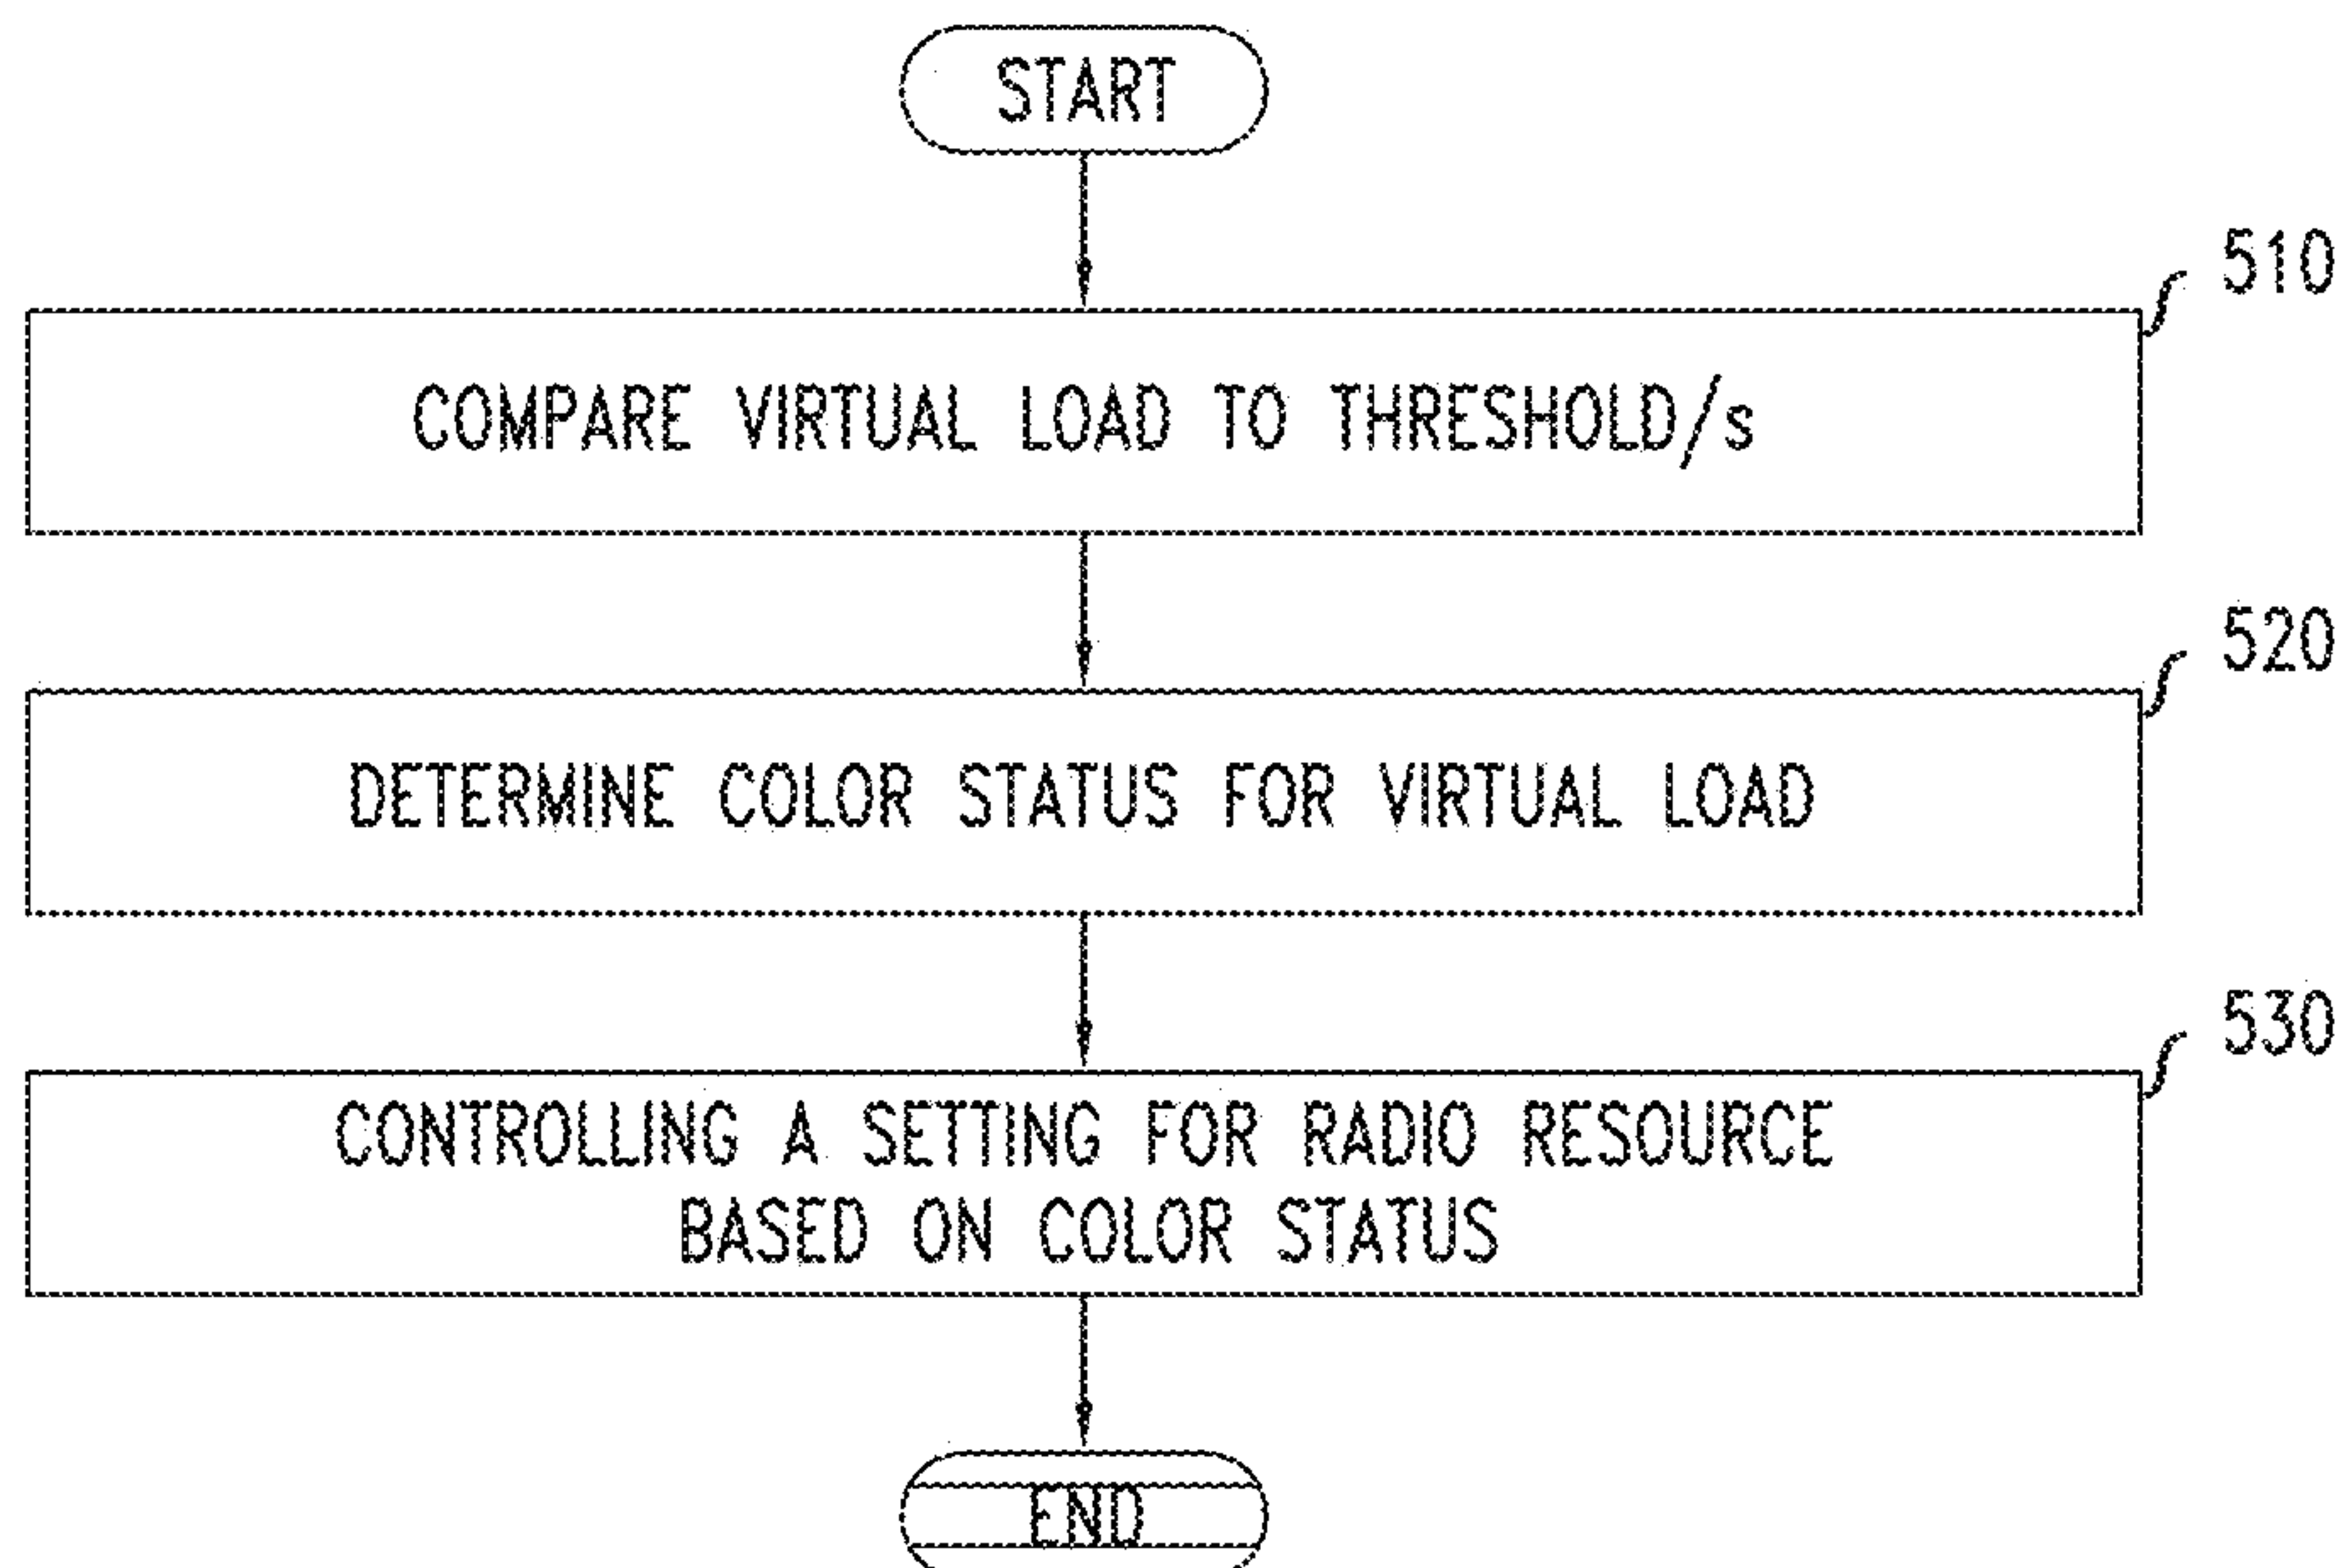 START
510
COMPARE VIRTUAL LOAD TO THRESHOLD/s
520
DETERMINE COLOR STATUS FOR VIRTUAL LOAD
530
CONTROLLING A SETTING FOR RADIO RESOURCE
BASED ON COLOR STATUS
END